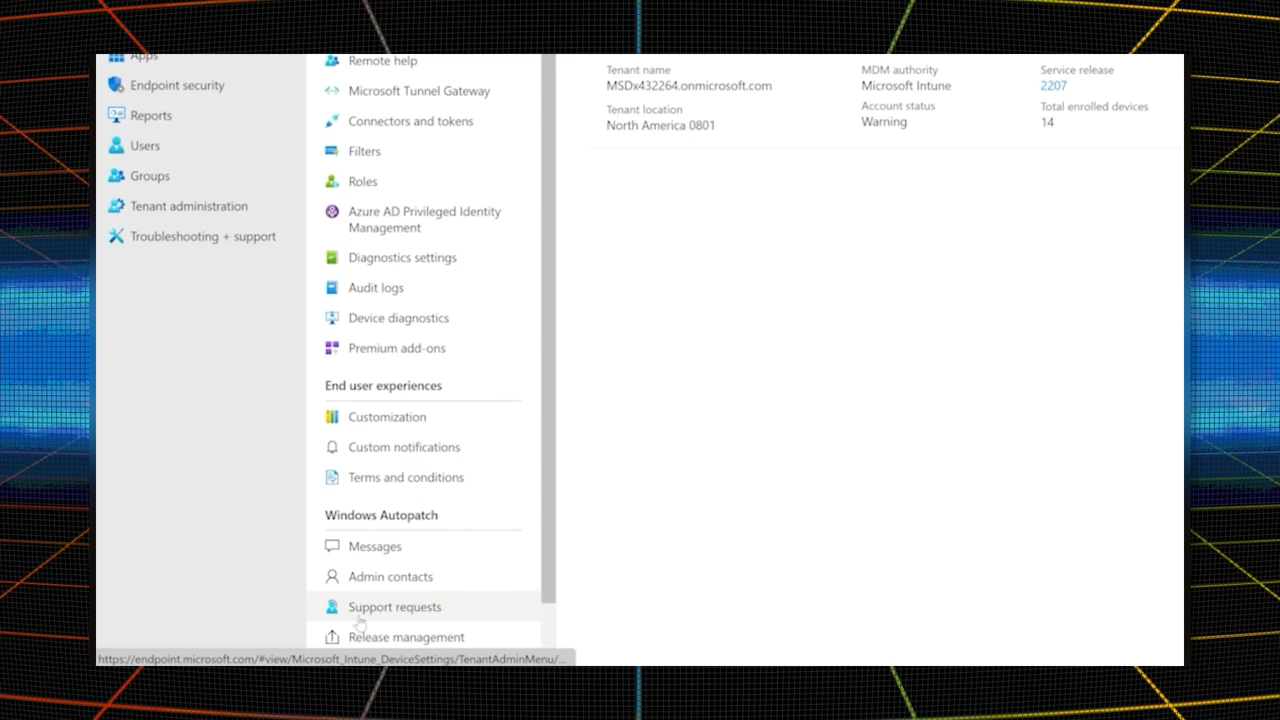 Apps
Endpoint security
Reports
Users
Groups
Tenant administration
Troubleshooting + support
Remote help
Microsoft Tunnel Gateway
Connectors and tokens
Filters
Roles
Azure AD Privileged Identity
Management
Diagnostics settings
Audit logs
Device diagnostics
Premium add-ons
End user experiences
Customization
Custom notifications
Terms and conditions
Windows Autopatch
Messages
Admin contacts
Support requests
Release management
Tenant name
MSDx432264.onmicrosoft.com
Tenant location
North America 0801
MDM authority
Microsoft Intune
Account status
Warning
Service release
2207
Total enrolled devices
14
https://endpoint.microsoft.com/#view/Microsoft_Intune_DeviceSettings/TenantAdminMenu/...